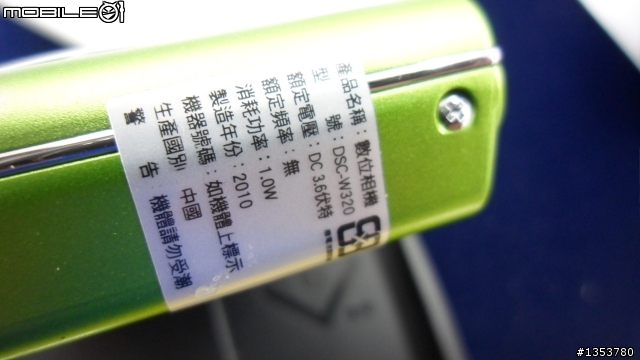 MOBILE01
產品名稱：數位相機
型　號：DSC-W320
額定電壓：DC 3.6伏特
額定頻率：無
消耗功率：1.0W
製造年份：2010
機器號碼：如機體上標示
生產國別　中國
警　告　機體請勿受潮
#1353780